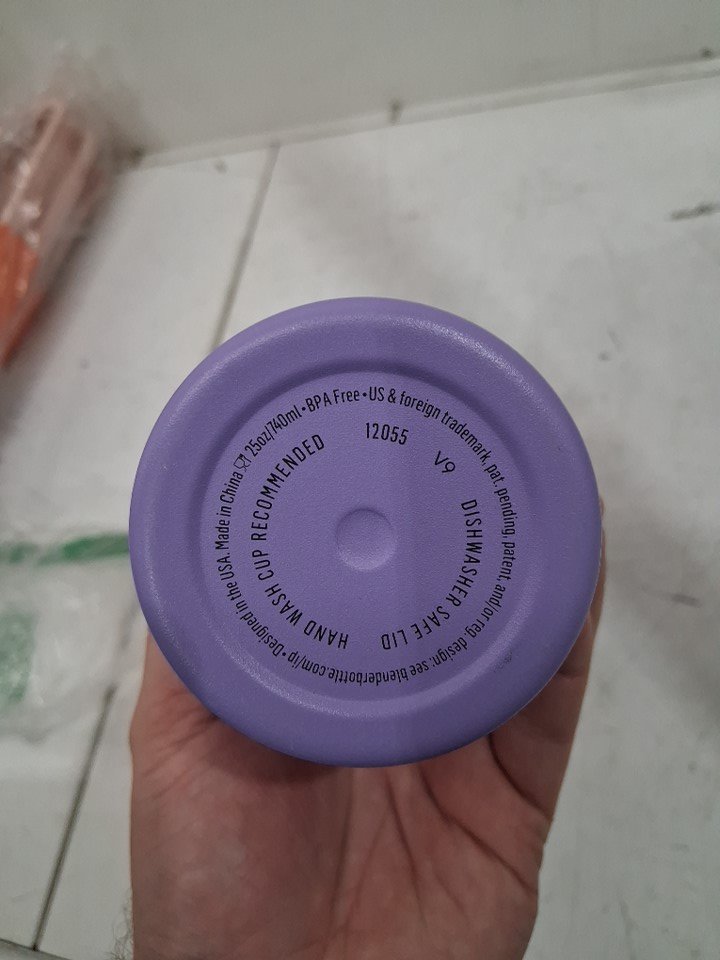 25oz/740ml • BPA Free • US & foreign trademark, pat. pending, patent, and/or reg. design. see blenderbottle.com/ip • Designed in the USA. Made in China
12055
V9
DISHWASHER SAFE LID
HAND WASH CUP RECOMMENDED